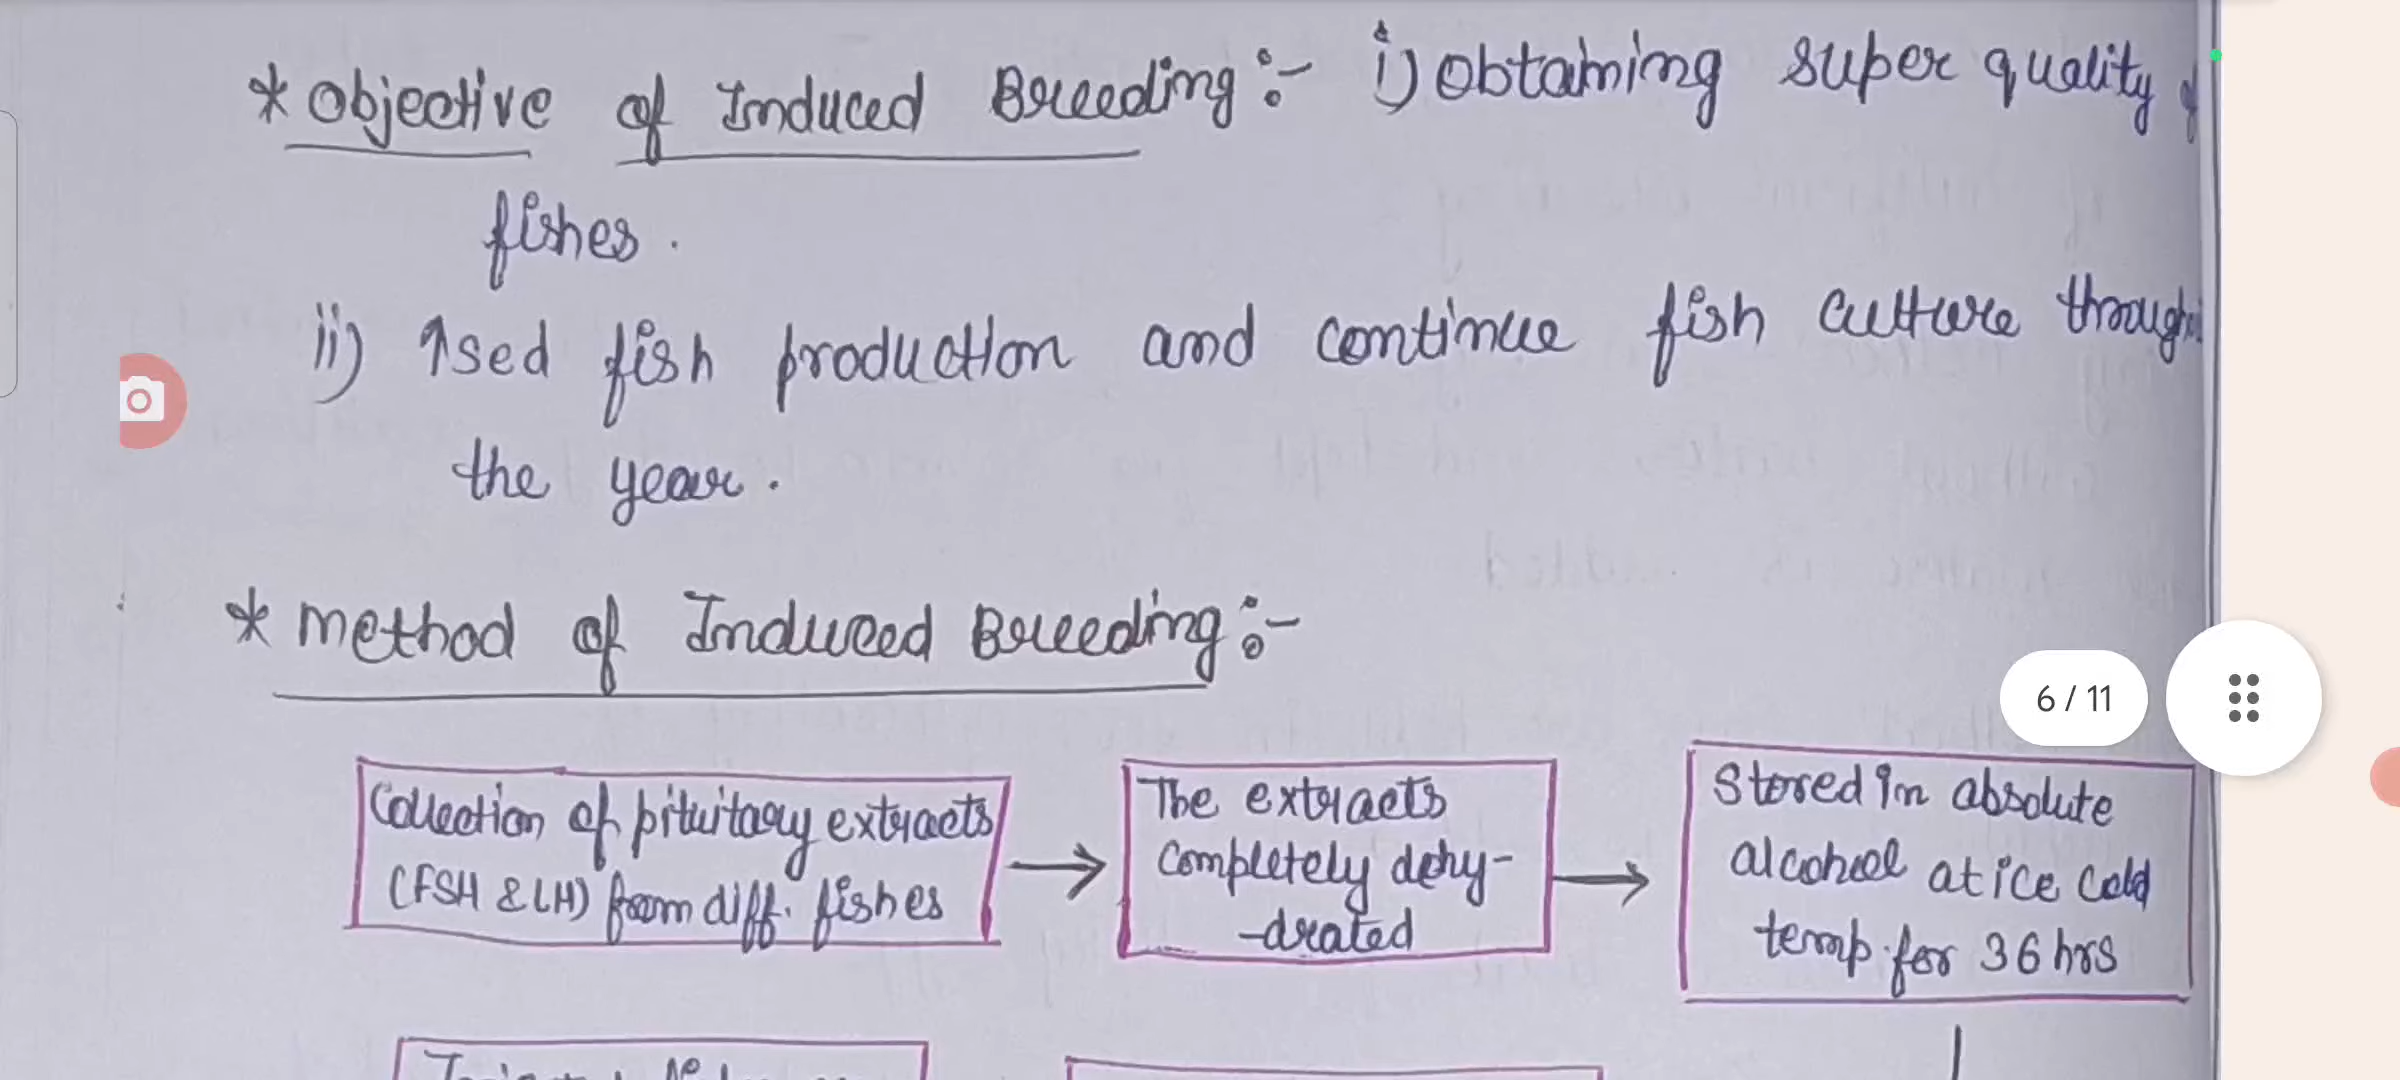 * Objective of Induced Breeding :- i) Obtaining super quality of
fishes.
ii) ↑sed fish production and continue fish culture through
the year.
* Method of Induced Breeding :-
Collection of pituitary extracts
(FSH & LH) from diff. fishes
The extracts
completely dehy-
-drated
Stored in absolute
alcohol at ice cold
temp. for 36 hrs
6 / 11